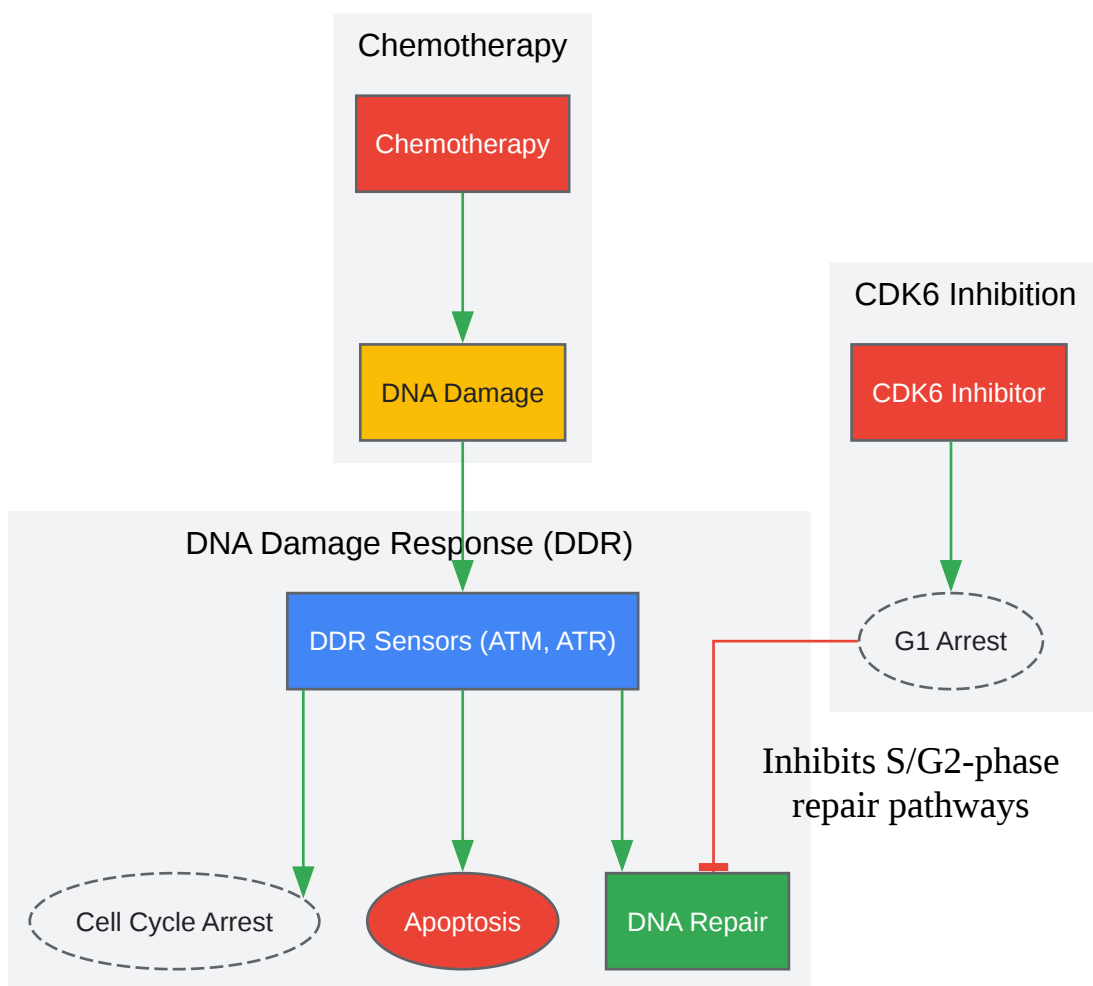 Chemotherapy
Chemotherapy
CDK6 Inhibition
DNA Damage
CDK6 Inhibitor
DNA Damage Response (DDR)
DDR Sensors (ATM, ATR)
G1 Arrest
Inhibits S/G2-phase
repair pathways
Cell Cycle Arrest
Apoptosis
DNA Repair